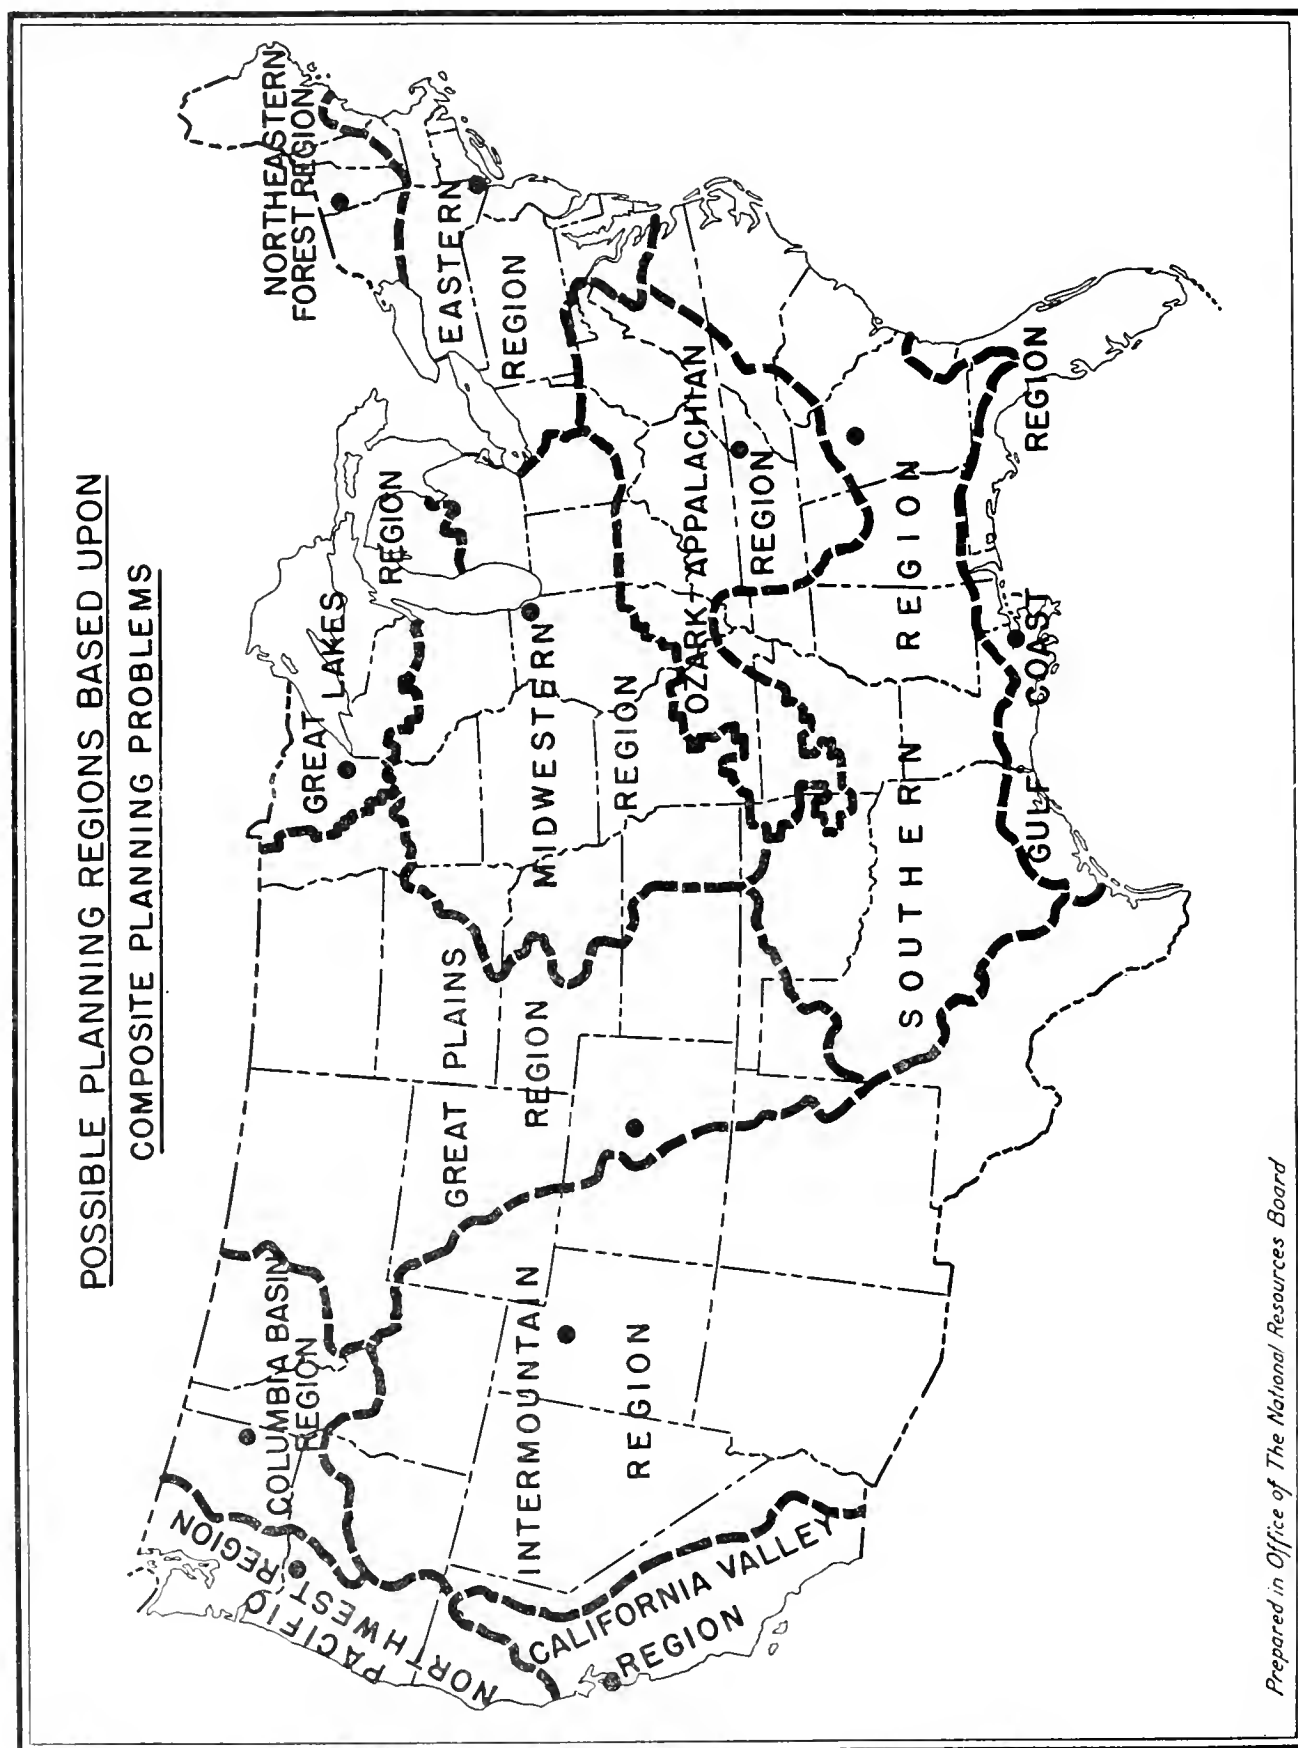 POSSIBLE PLANNING REGIONS BASED UPON
COMPOSITE PLANNING PROBLEMS
PACIFIC
NORTHWEST REGION
COLUMBIA BASIN
REGION
GREAT PLAINS
REGION
GREAT LAKES
REGION
NORTHEASTERN
FOREST REGION
EASTERN
REGION
MIDWESTERN
REGION
INTERMOUNTAIN
REGION
CALIFORNIA VALLEY
REGION
OZARK-APPALACHIAN
REGION
SOUTHERN REGION
GULF COAST REGION
Prepared in Office of The National Resources Board